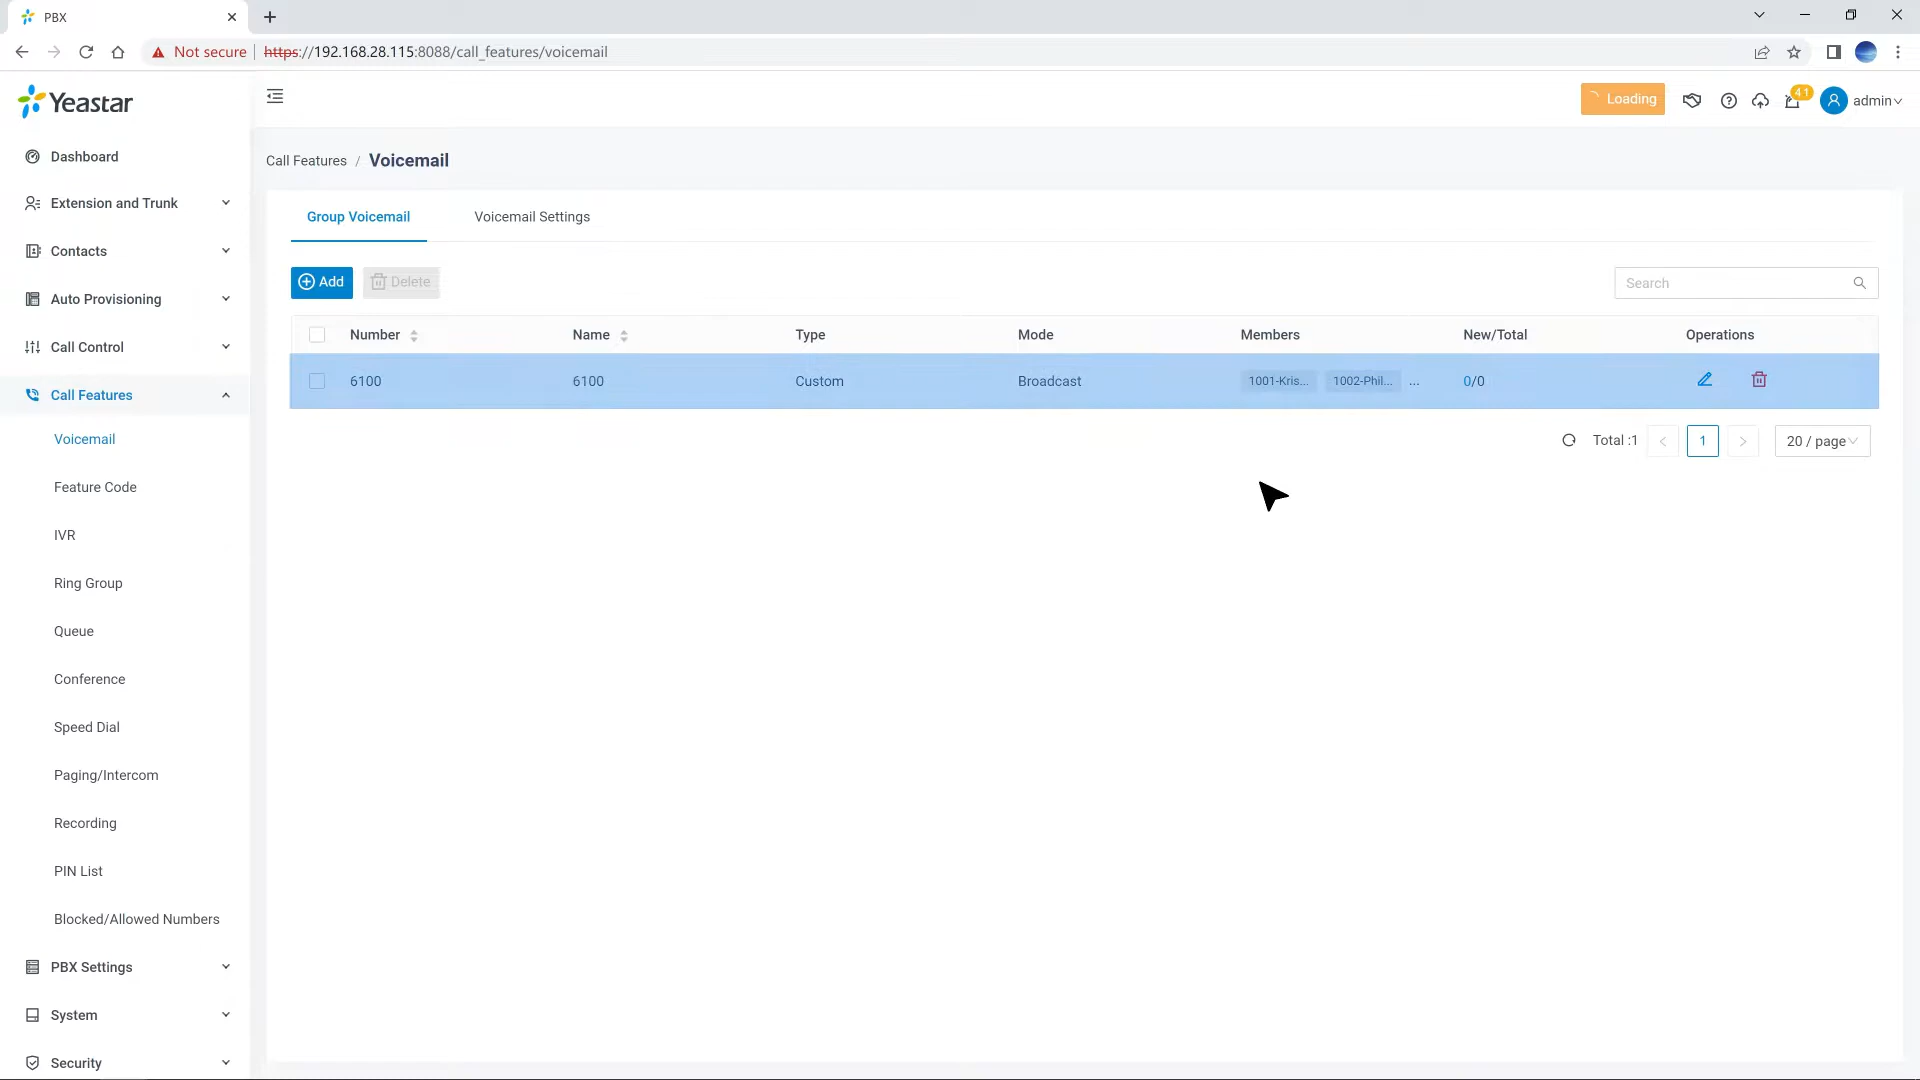 PBX
Not secure https://192.168.28.115:8088/call_features/voicemail
Yeastar
Loading
41
admin
Dashboard
Extension and Trunk
Contacts
Auto Provisioning
Call Control
Call Features
Voicemail
Feature Code
IVR
Ring Group
Queue
Conference
Speed Dial
Paging/Intercom
Recording
PIN List
Blocked/Allowed Numbers
PBX Settings
System
Security
Call Features / Voicemail
Group Voicemail Voicemail Settings
Add Delete Search
Number Name Type Mode Members New/Total Operations
6100 6100 Custom Broadcast 1001-Kris... 1002-Phil... ... 0/0
Total :1 < 1 > 20 / page